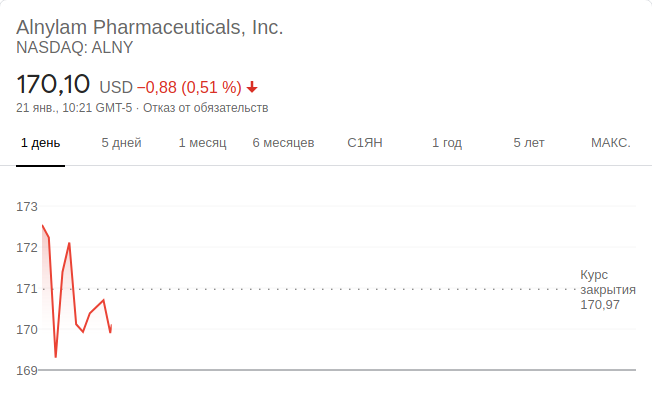 Alnylam Pharmaceuticals, Inc.
NASDAQ: ALNY
170,10 USD −0,88 (0,51 %)
21 янв., 10:21 GMT-5 · Отказ от обязательств
1 день 5 дней 1 месяц 6 месяцев С1ЯН 1 год 5 лет МАКС.
173
172
171
170
169
Курс
закрытия
170,97